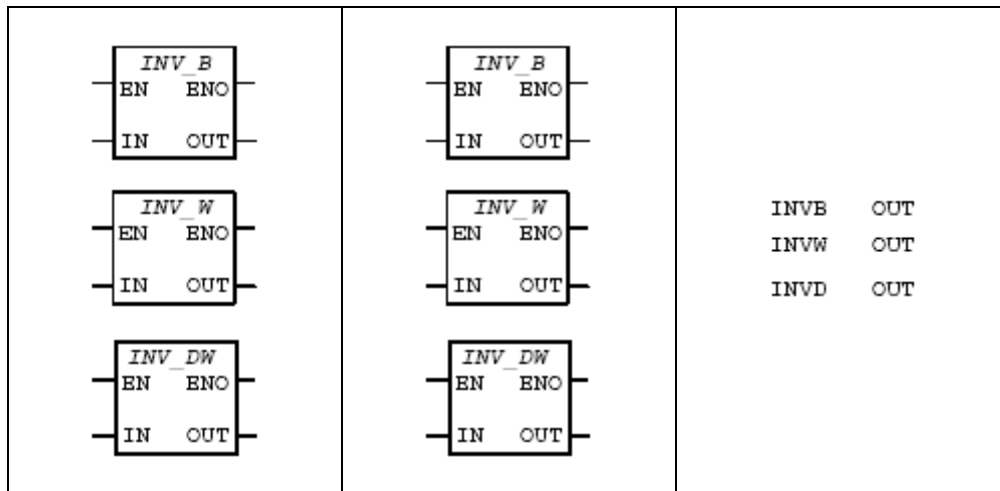 INV_B
EN ENO
IN OUT
INV_W
EN ENO
IN OUT
INV_DW
EN ENO
IN OUT
INV_B
EN ENO
IN OUT
INV_W
EN ENO
IN OUT
INV_DW
EN ENO
IN OUT
INVB OUT
INVW OUT
INVD OUT